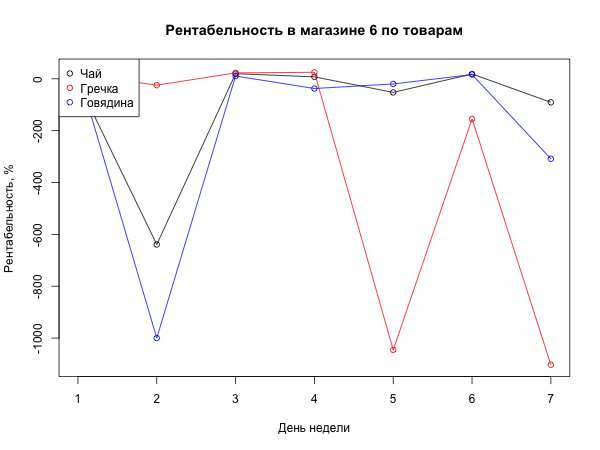 Рентабельность в магазине 6 по товарам
Чай
Гречка
Говядина
Рентабельность, %
0
-200
-400
-600
-800
-1000
1 2 3 4 5 6 7
День недели